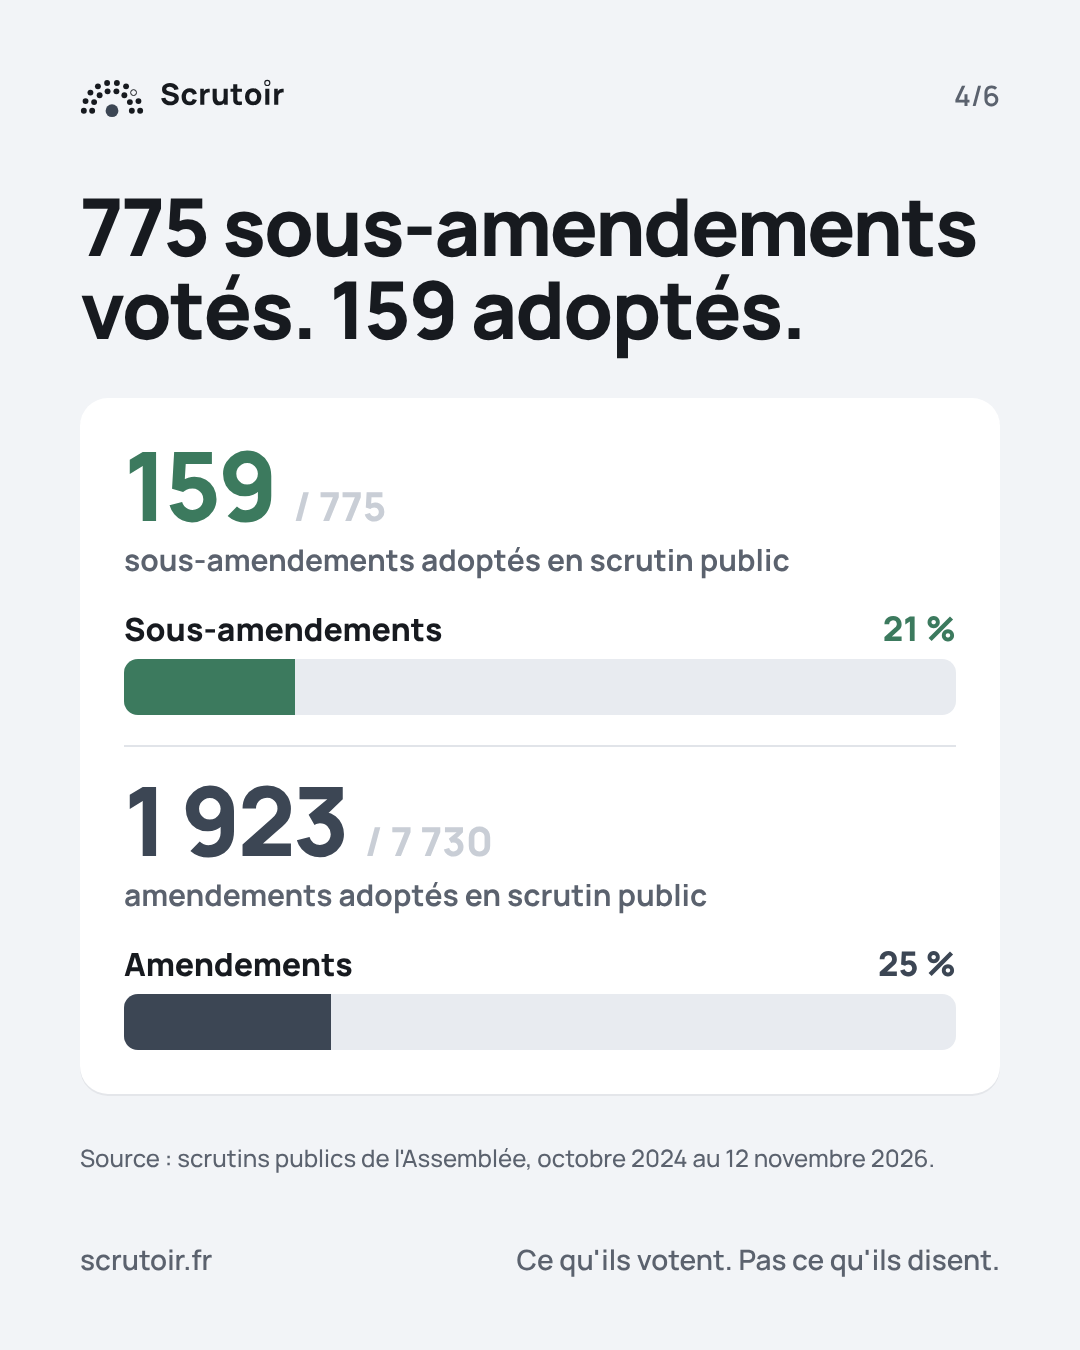 Scrutoir
4/6
775 sous-amendements
votés. 159 adoptés.
159 / 775
sous-amendements adoptés en scrutin public
Sous-amendements
21 %
1 923 / 7 730
amendements adoptés en scrutin public
Amendements
25 %
Source : scrutins publics de l'Assemblée, octobre 2024 au 12 novembre 2026.
scrutoir.fr
Ce qu'ils votent. Pas ce qu'ils disent.